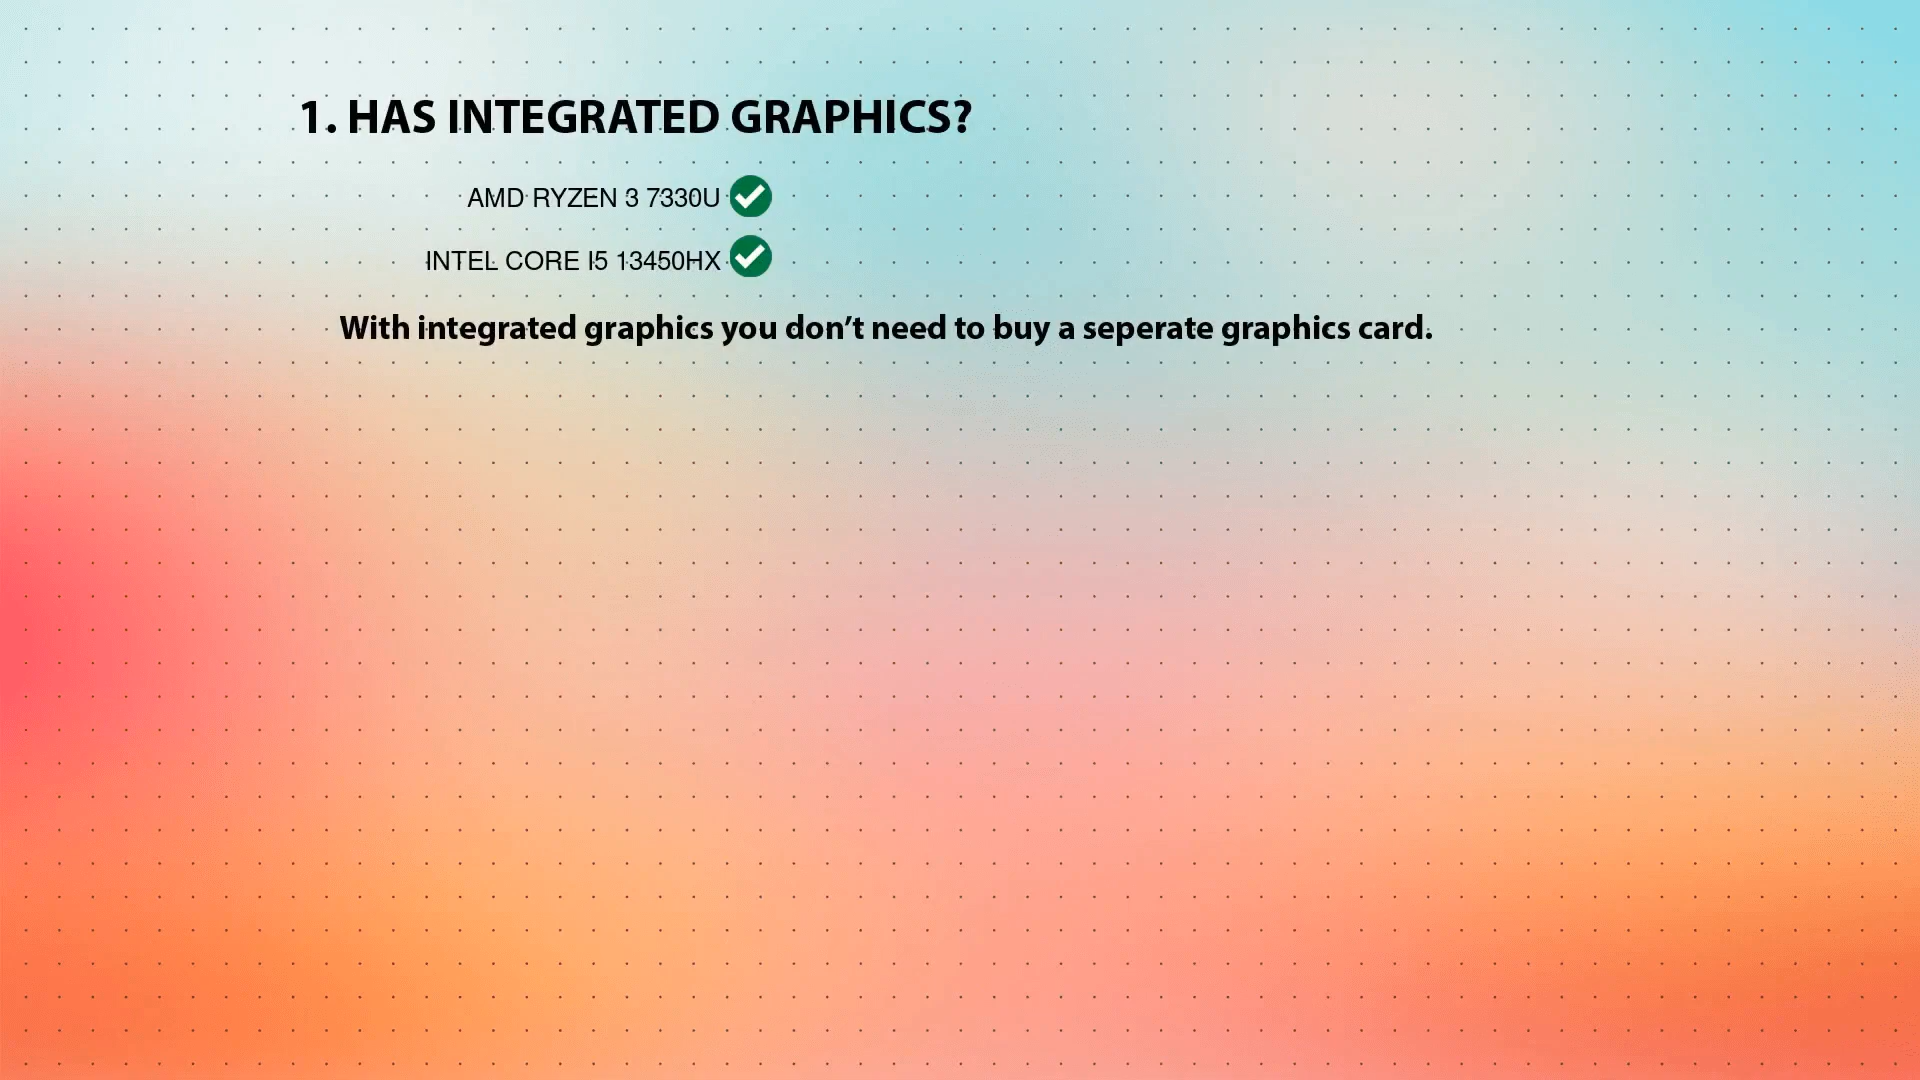 1. HAS INTEGRATED GRAPHICS?
AMD RYZEN 3 7330U
INTEL CORE I5 13450HX
With integrated graphics you don’t need to buy a seperate graphics card.